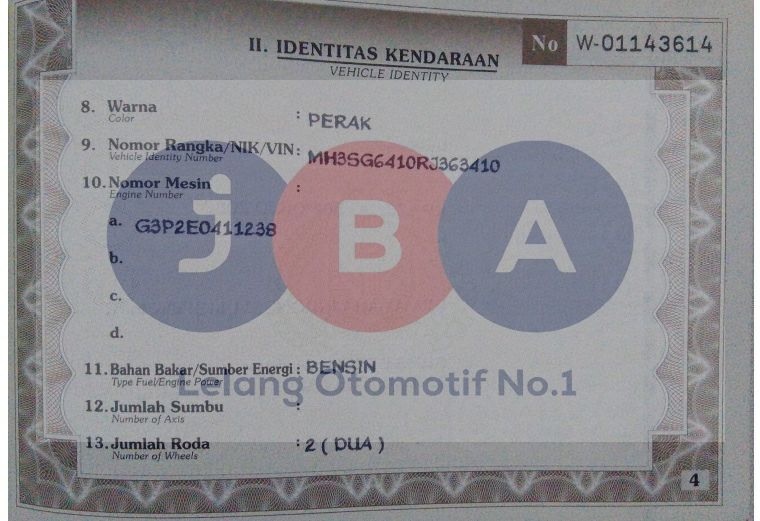 II. IDENTITAS KENDARAAN
VEHICLE IDENTITY
No W-01143614
8. Warna : PERAK
Color
9. Nomor Rangka/NIK/VIN: MH3SG6410RJ363410
Vehicle Identity Number
10. Nomor Mesin :
Engine Number
a. G3P2E0411238
b.
c.
d.
jBA
11. Bahan Bakar/Sumber Energi : BENSIN
Type Fuel/Engine Power
Lelang Otomotif No.1
12. Jumlah Sumbu :
Number of Axis
13. Jumlah Roda : 2 ( DUA )
Number of Wheels
4